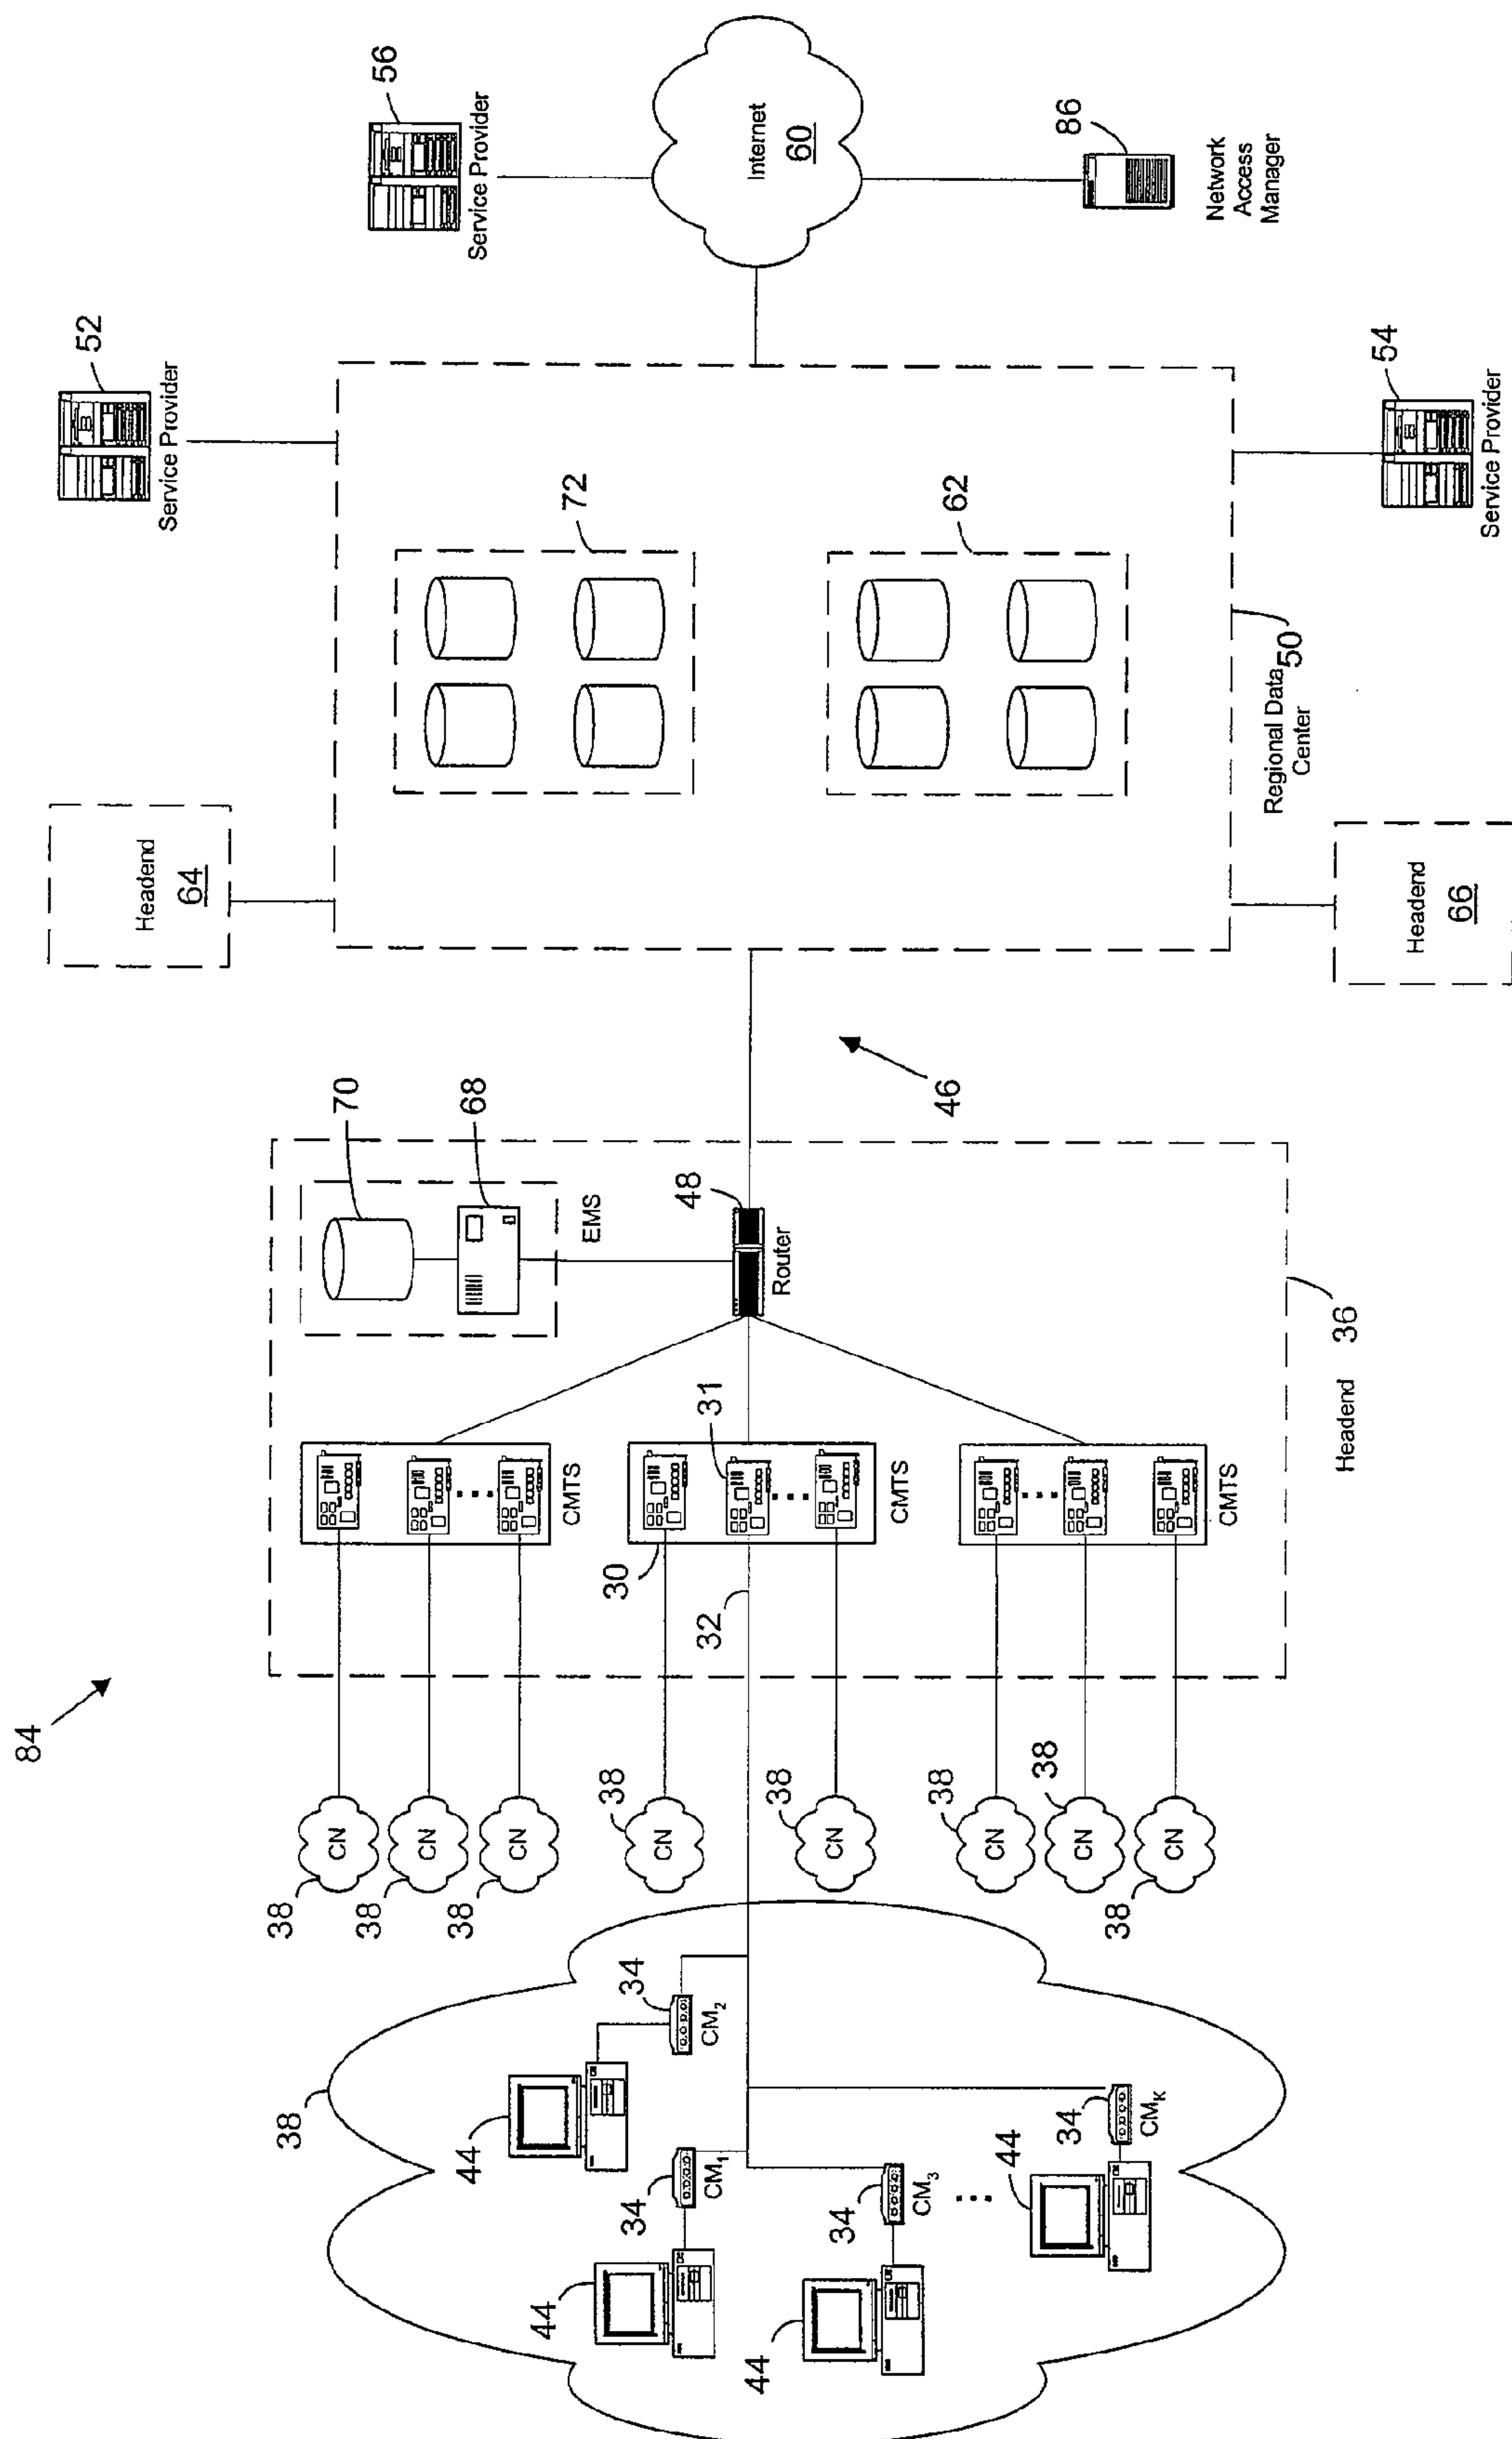 84
38
44
34
CM2
44
34
CM1
44
34
CM3
44
34
CMK
38
CN
38
CN
38
CN
38
CN
38
CN
38
CN
38
CN
38
CN
32
30
31
CMTS
CMTS
CMTS
70
68
EMS
48
Router
Headend 36
46
Headend
64
Headend
66
72
62
Regional Data
Center
50
52
Service Provider
54
Service Provider
56
Service Provider
Internet
60
86
Network
Access
Manager